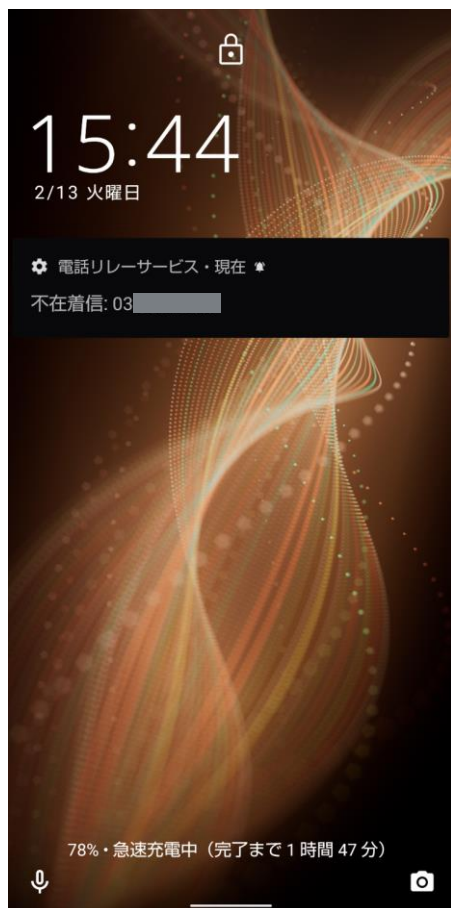 15:44
2/13 火曜日
電話リレーサービス・現在
不在着信: 03
78%・急速充電中（完了まで 1 時間 47 分）